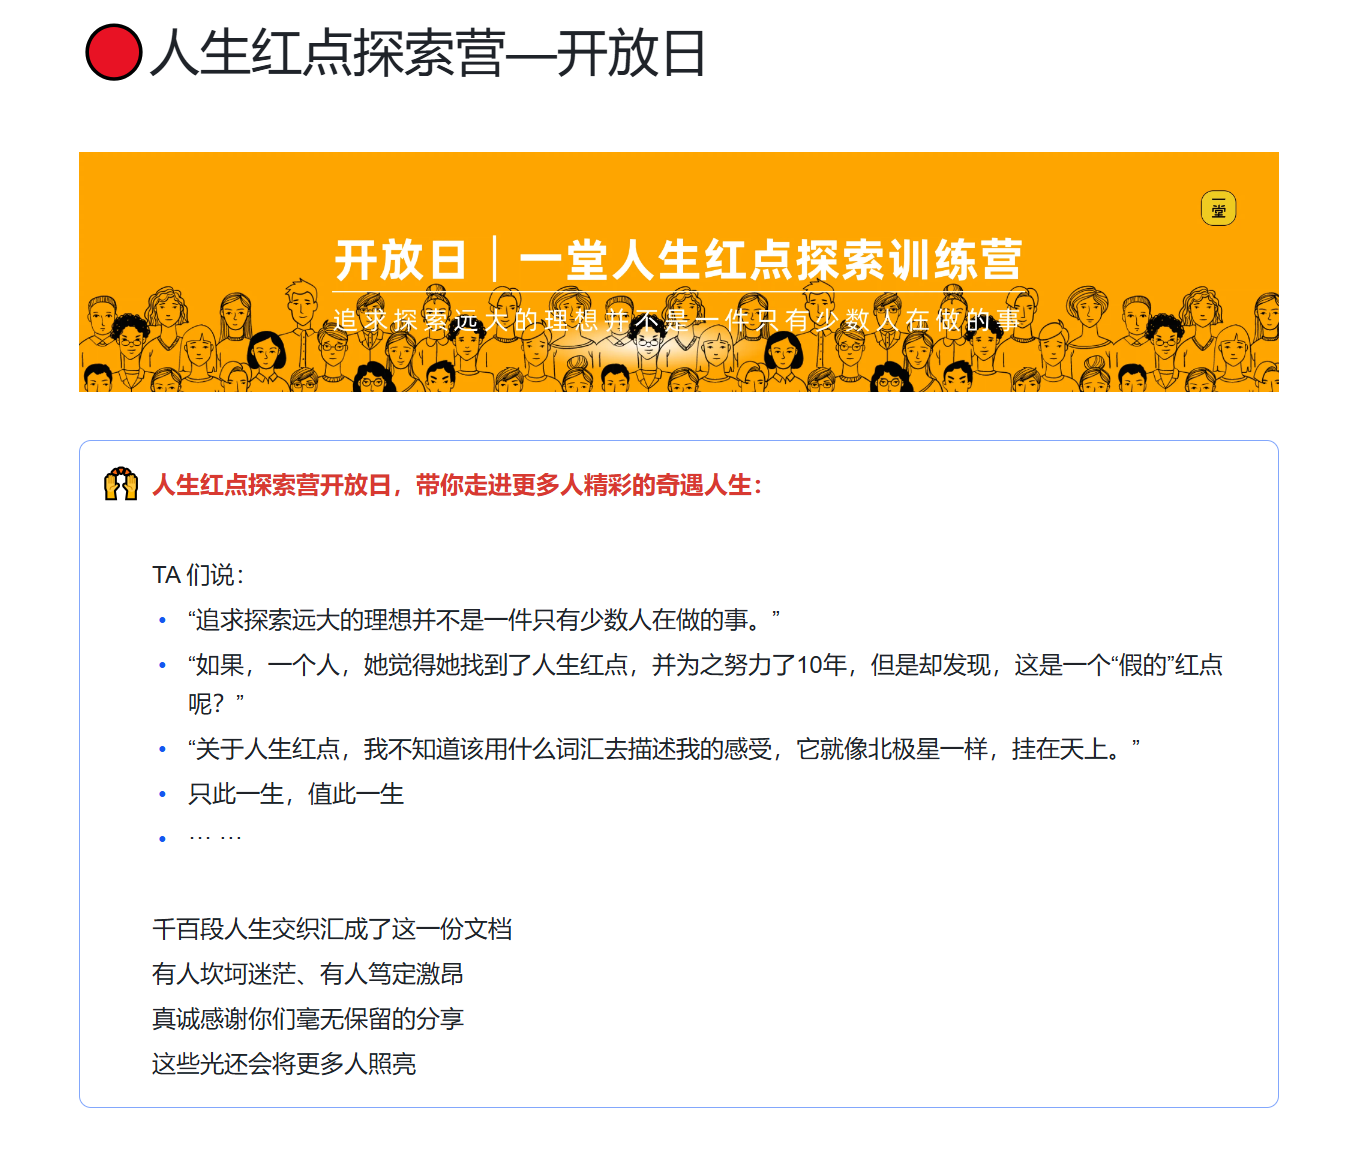 人生红点探索营—开放日
一堂
开放日｜一堂人生红点探索训练营
追求探索远大的理想并不是一件只有少数人在做的事
人生红点探索营开放日，带你走进更多人精彩的奇遇人生：
TA 们说：
• “追求探索远大的理想并不是一件只有少数人在做的事。”
• “如果，一个人，她觉得她找到了人生红点，并为之努力了10年，但是却发现，这是一个“假的”红点
呢？”
• “关于人生红点，我不知道该用什么词汇去描述我的感受，它就像北极星一样，挂在天上。”
• 只此一生，值此一生
• … …
千百段人生交织汇成了这一份文档
有人坎坷迷茫、有人笃定激昂
真诚感谢你们毫无保留的分享
这些光还会将更多人照亮